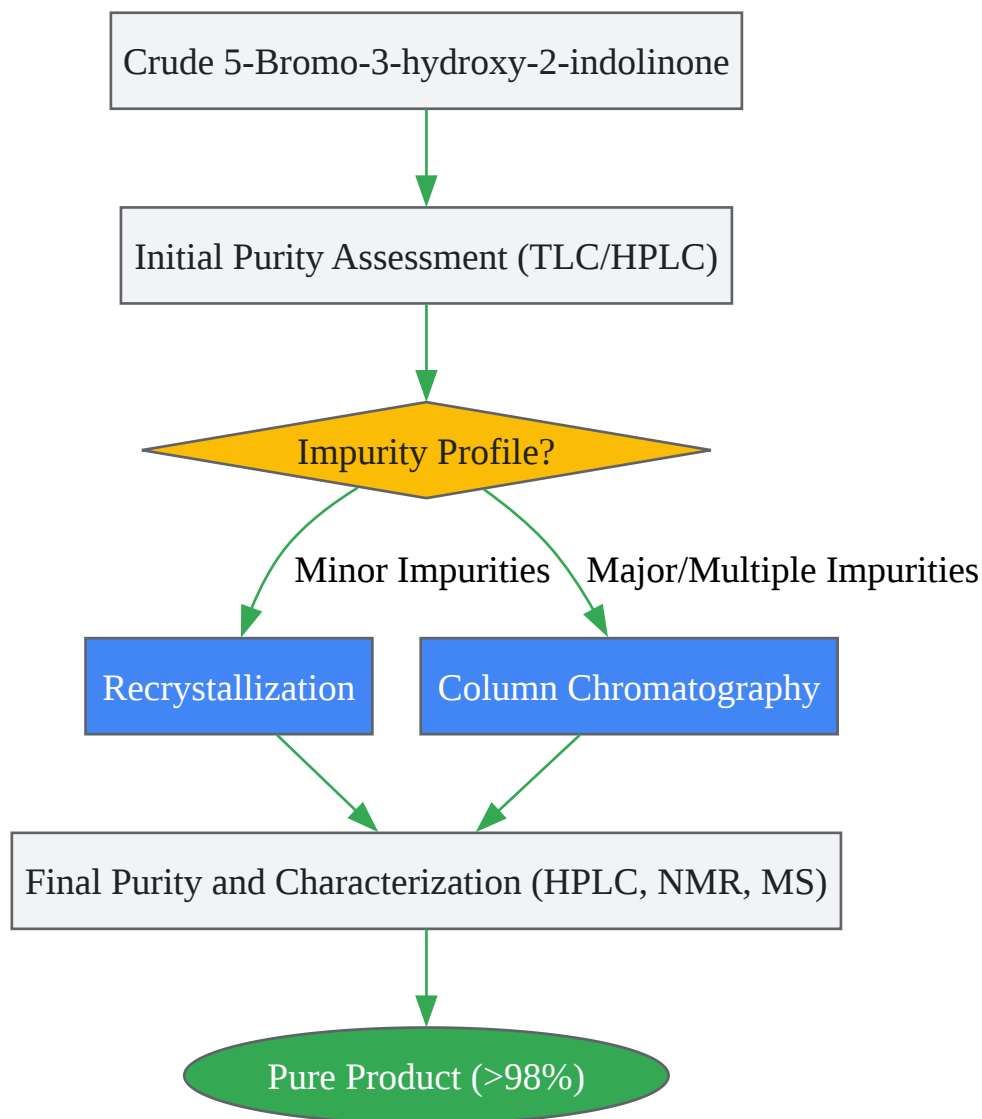 Crude 5-Bromo-3-hydroxy-2-indolinone
Initial Purity Assessment (TLC/HPLC)
Impurity Profile?
Minor Impurities
Major/Multiple Impurities
Recrystallization
Column Chromatography
Final Purity and Characterization (HPLC, NMR, MS)
Pure Product (>98%)